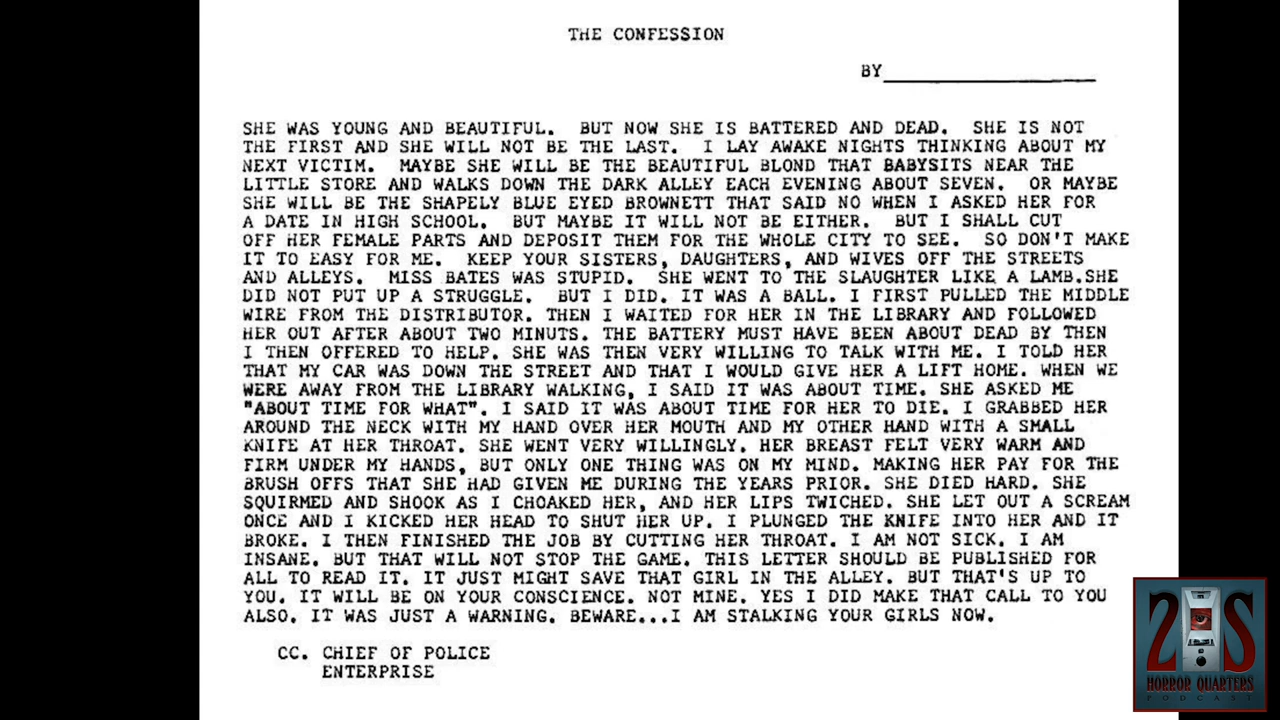 THE CONFESSION
BY____________________
SHE WAS YOUNG AND BEAUTIFUL. BUT NOW SHE IS BATTERED AND DEAD. SHE IS NOT
THE FIRST AND SHE WILL NOT BE THE LAST. I LAY AWAKE NIGHTS THINKING ABOUT MY
NEXT VICTIM. MAYBE SHE WILL BE THE BEAUTIFUL BLOND THAT BABYSITS NEAR THE
LITTLE STORE AND WALKS DOWN THE DARK ALLEY EACH EVENING ABOUT SEVEN. OR MAYBE
SHE WILL BE THE SHAPELY BLUE EYED BROWNETT THAT SAID NO WHEN I ASKED HER FOR
A DATE IN HIGH SCHOOL. BUT MAYBE IT WILL NOT BE EITHER. BUT I SHALL CUT
OFF HER FEMALE PARTS AND DEPOSIT THEM FOR THE WHOLE CITY TO SEE. SO DON'T MAKE
IT TO EASY FOR ME. KEEP YOUR SISTERS, DAUGHTERS, AND WIVES OFF THE STREETS
AND ALLEYS. MISS BATES WAS STUPID. SHE WENT TO THE SLAUGHTER LIKE A LAMB.SHE
DID NOT PUT UP A STRUGGLE. BUT I DID. IT WAS A BALL. I FIRST PULLED THE MIDDLE
WIRE FROM THE DISTRIBUTOR. THEN I WAITED FOR HER IN THE LIBRARY AND FOLLOWED
HER OUT AFTER ABOUT TWO MINUTS. THE BATTERY MUST HAVE BEEN ABOUT DEAD BY THEN
I THEN OFFERED TO HELP. SHE WAS THEN VERY WILLING TO TALK WITH ME. I TOLD HER
THAT MY CAR WAS DOWN THE STREET AND THAT I WOULD GIVE HER A LIFT HOME. WHEN WE
WERE AWAY FROM THE LIBRARY WALKING, I SAID IT WAS ABOUT TIME. SHE ASKED ME
"ABOUT TIME FOR WHAT". I SAID IT WAS ABOUT TIME FOR HER TO DIE. I GRABBED HER
AROUND THE NECK WITH MY HAND OVER HER MOUTH AND MY OTHER HAND WITH A SMALL
KNIFE AT HER THROAT. SHE WENT VERY WILLINGLY. HER BREAST FELT VERY WARM AND
FIRM UNDER MY HANDS, BUT ONLY ONE THING WAS ON MY MIND. MAKING HER PAY FOR THE
BRUSH OFFS THAT SHE HAD GIVEN ME DURING THE YEARS PRIOR. SHE DIED HARD. SHE
SQUIRMED AND SHOOK AS I CHOAKED HER, AND HER LIPS TWICHED. SHE LET OUT A SCREAM
ONCE AND I KICKED HER HEAD TO SHUT HER UP. I PLUNGED THE KNIFE INTO HER AND IT
BROKE. I THEN FINISHED THE JOB BY CUTTING HER THROAT. I AM NOT SICK. I AM
INSANE. BUT THAT WILL NOT STOP THE GAME. THIS LETTER SHOULD BE PUBLISHED FOR
ALL TO READ IT. IT JUST MIGHT SAVE THAT GIRL IN THE ALLEY. BUT THAT'S UP TO
YOU. IT WILL BE ON YOUR CONSCIENCE. NOT MINE. YES I DID MAKE THAT CALL TO YOU
ALSO. IT WAS JUST A WARNING. BEWARE...I AM STALKING YOUR GIRLS NOW.
CC. CHIEF OF POLICE
ENTERPRISE
HORROR QUARTERS
PODCAST